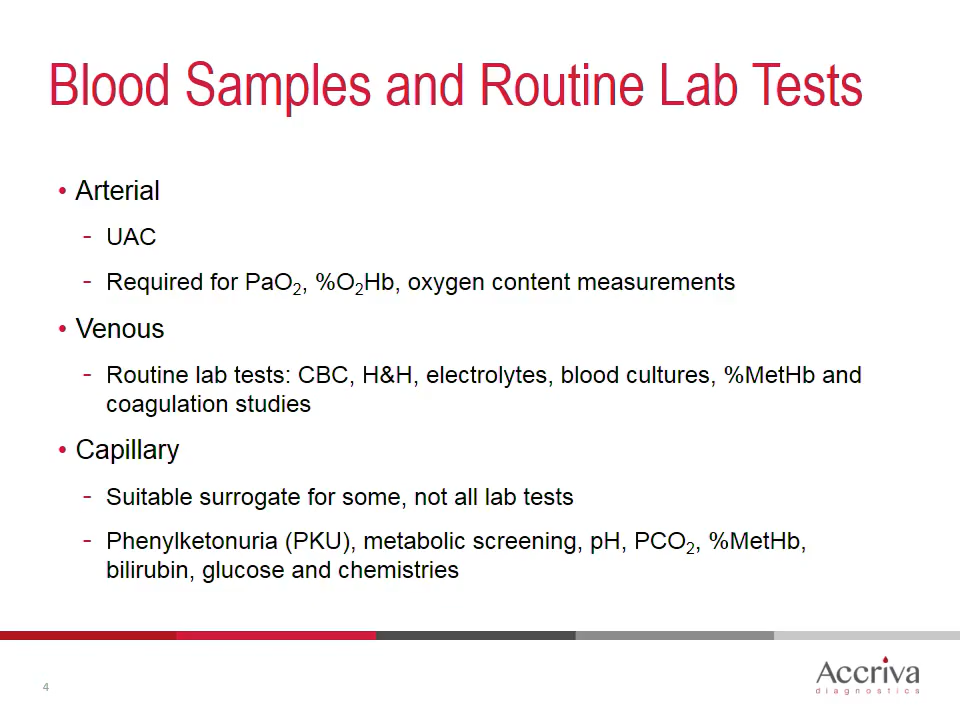 Blood Samples and Routine Lab Tests
• Arterial
- UAC
- Required for PaO₂, %O₂Hb, oxygen content measurements
• Venous
- Routine lab tests: CBC, H&H, electrolytes, blood cultures, %MetHb and
coagulation studies
• Capillary
- Suitable surrogate for some, not all lab tests
- Phenylketonuria (PKU), metabolic screening, pH, PCO₂, %MetHb,
bilirubin, glucose and chemistries
4
Accriva
diagnostics